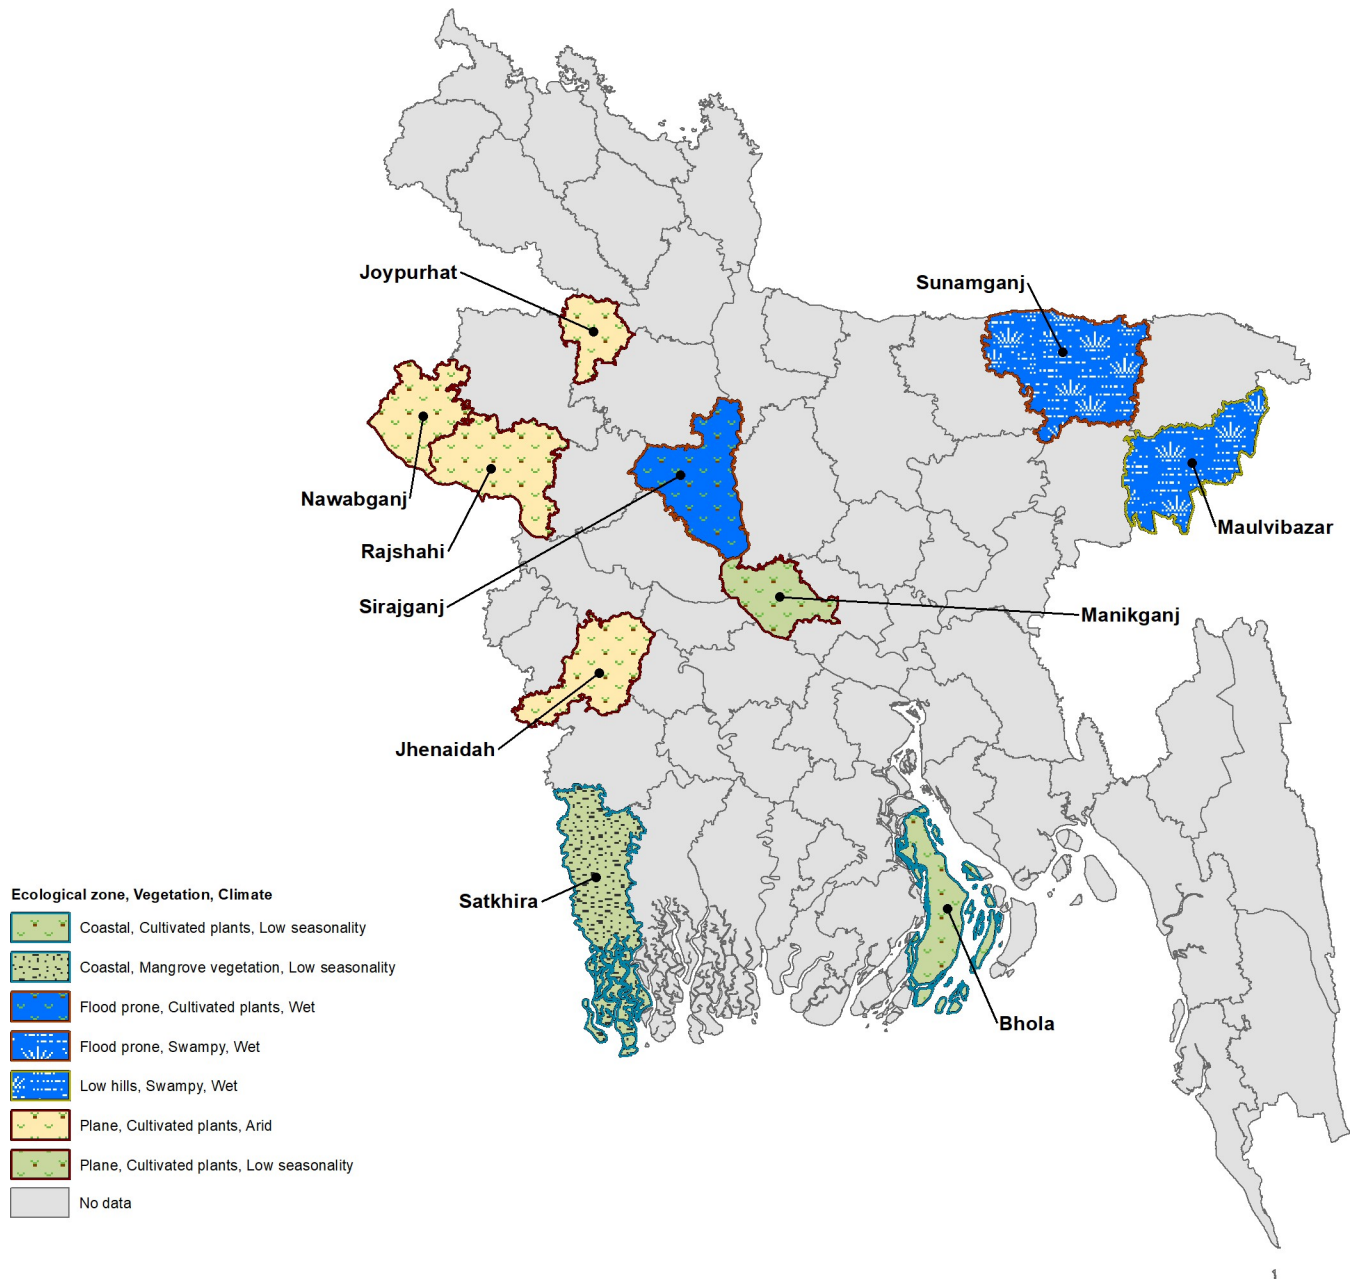 Joypurhat
Sunamganj
Nawabganj
Rajshahi
Maulvibazar
Sirajganj
Manikganj
Jhenaidah
Satkhira
Bhola
Ecological zone, Vegetation, Climate
Coastal, Cultivated plants, Low seasonality
Coastal, Mangrove vegetation, Low seasonality
Flood prone, Cultivated plants, Wet
Flood prone, Swampy, Wet
Low hills, Swampy, Wet
Plane, Cultivated plants, Arid
Plane, Cultivated plants, Low seasonality
No data